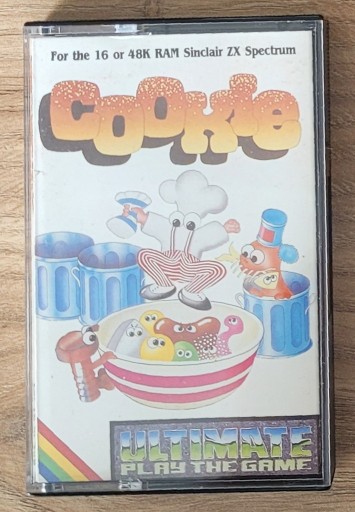 For the 16 or 48K RAM Sinclair ZX Spectrum
Cookie
ULTIMATE
PLAY THE GAME